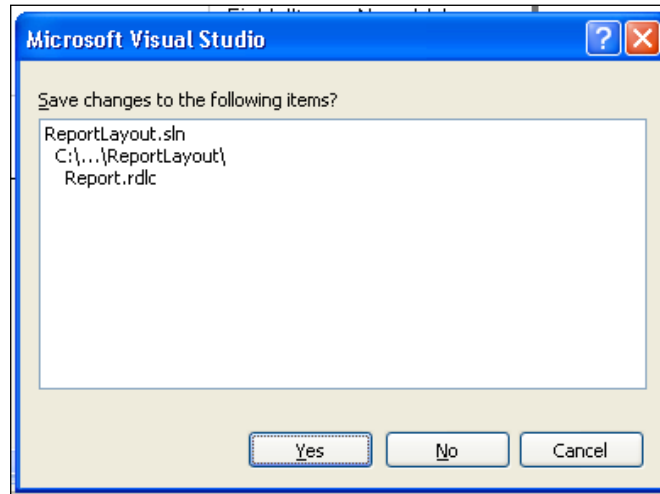 Microsoft Visual Studio
Save changes to the following items?
ReportLayout.sln
C:\...\ReportLayout\
Report.rdlc
Yes
No
Cancel